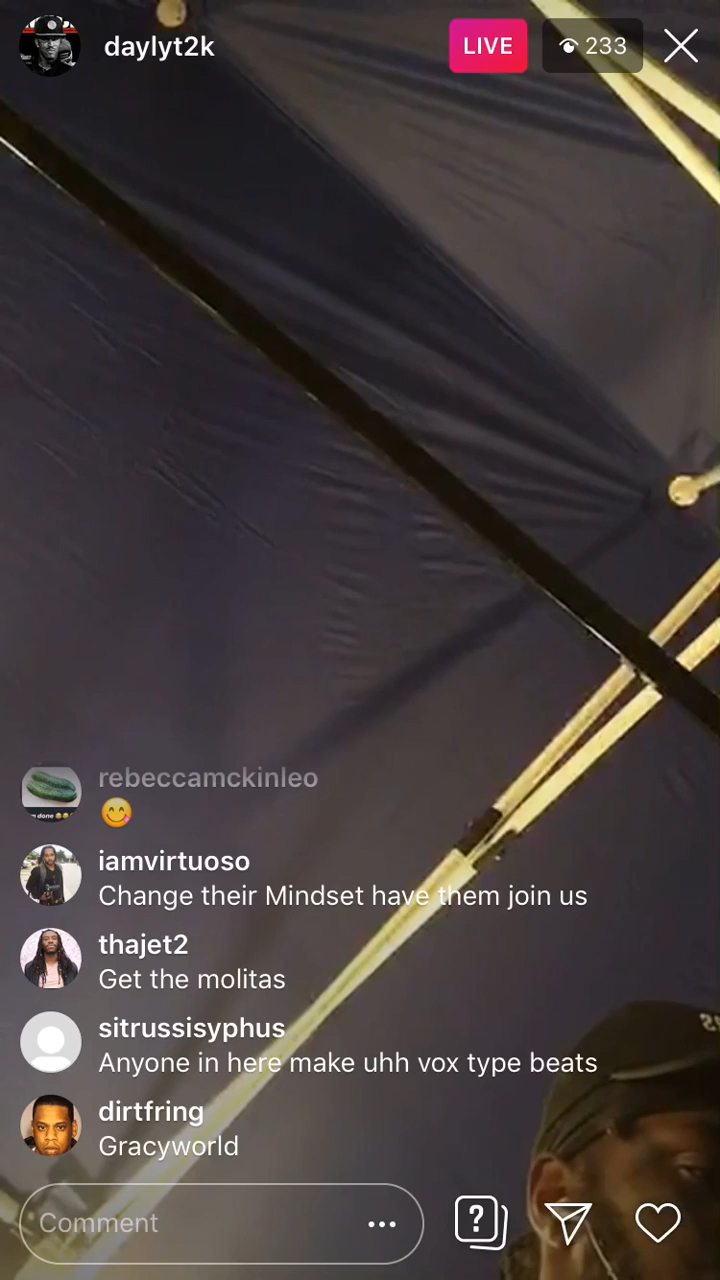 daylyt2k
LIVE
233
rebeccamckinleo
😋
iamvirtuoso
Change their Mindset have them join us
thajet2
Get the molitas
sitrussisyphus
Anyone in here make uhh vox type beats
dirtfring
Gracyworld
Comment